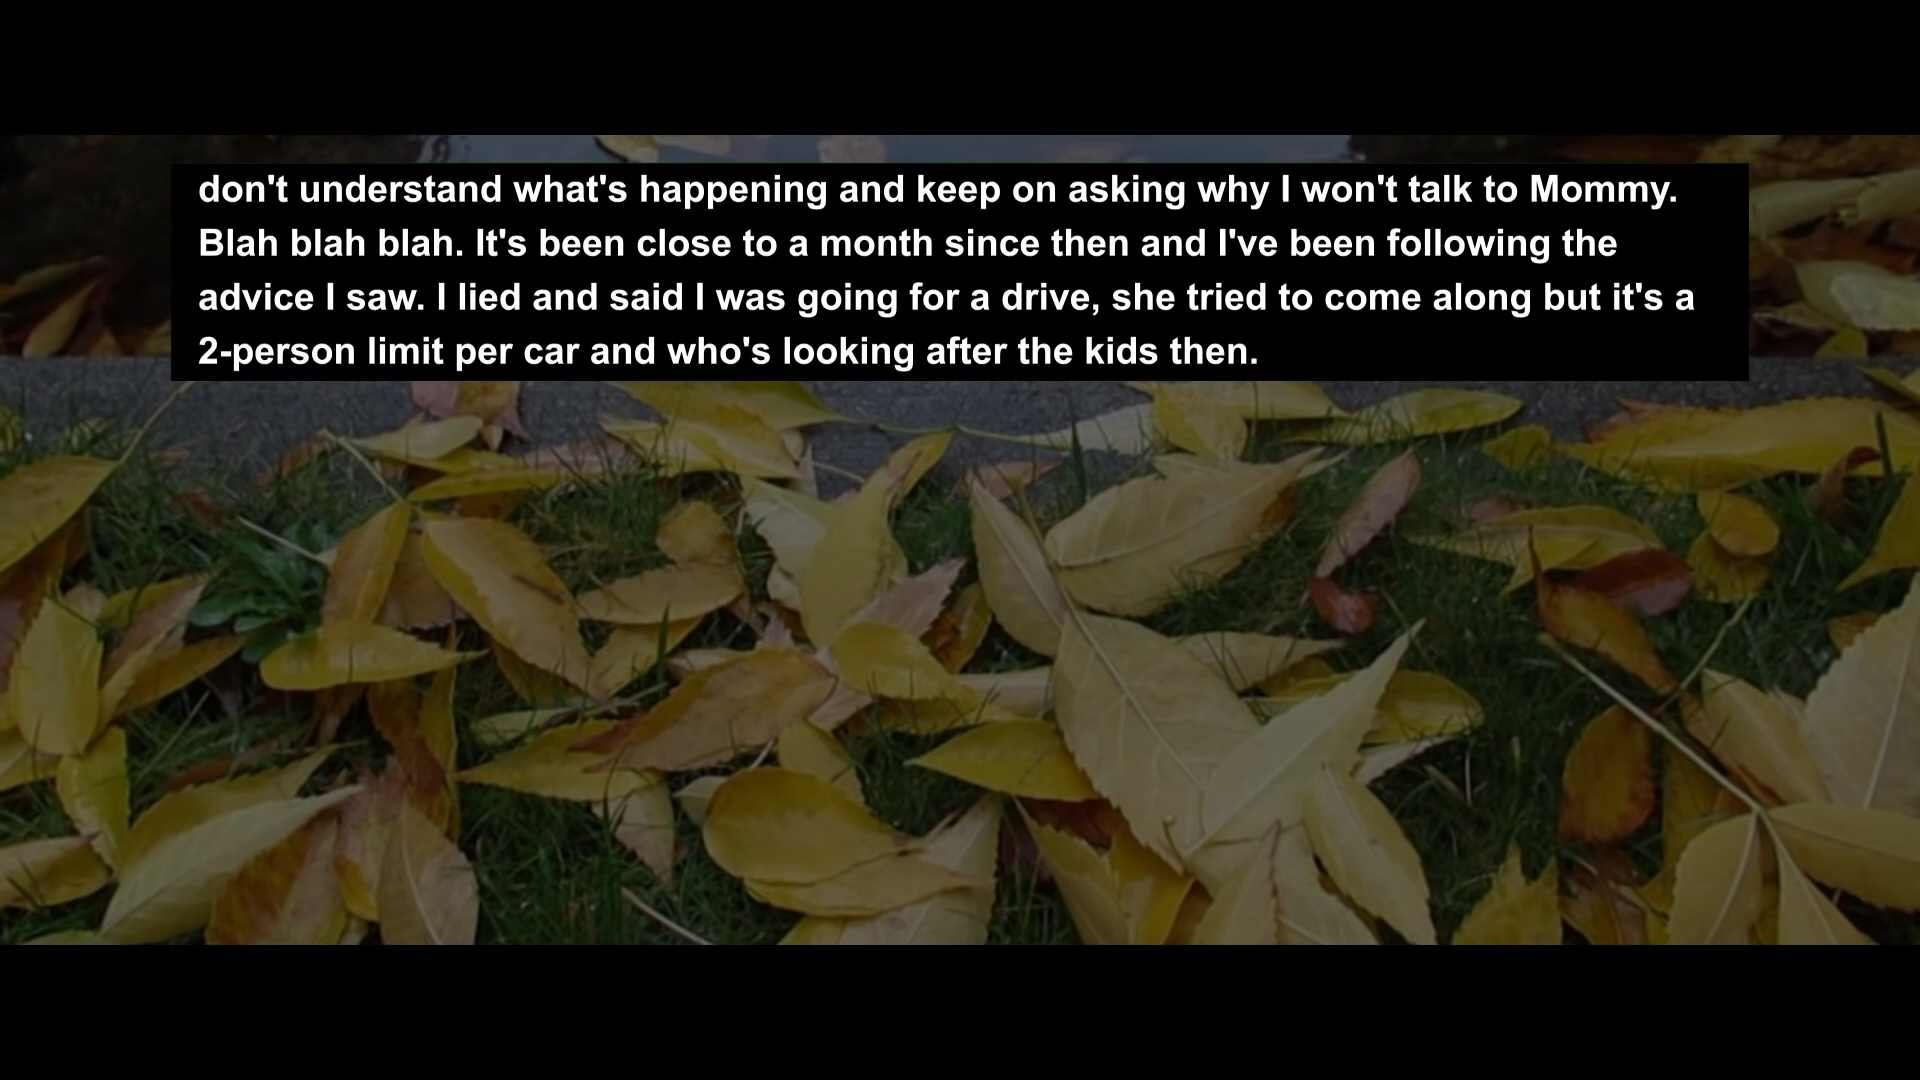 don't understand what's happening and keep on asking why I won't talk to Mommy.
Blah blah blah. It's been close to a month since then and I've been following the
advice I saw. I lied and said I was going for a drive, she tried to come along but it's a
2-person limit per car and who's looking after the kids then.